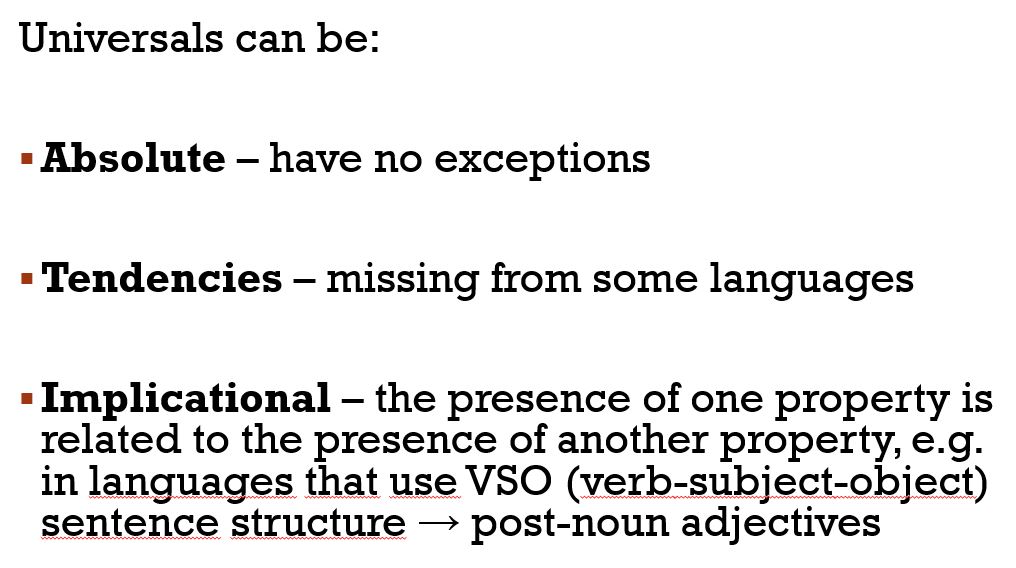 Universals can be:
▪Absolute – have no exceptions
▪Tendencies – missing from some languages
▪Implicational – the presence of one property is
related to the presence of another property, e.g.
in languages that use VSO (verb-subject-object)
sentence structure → post-noun adjectives